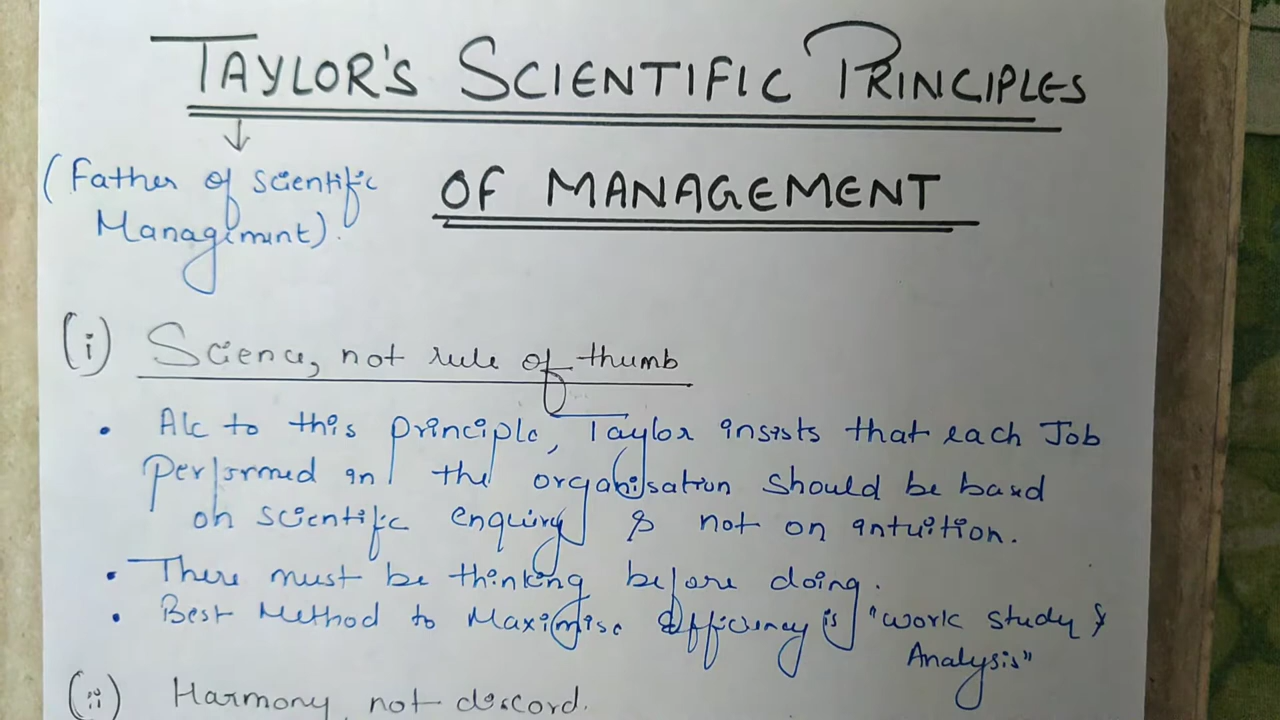 TAYLOR'S SCIENTIFIC PRINCIPLES
OF MANAGEMENT
(Father of scientific
Management).
(i) Science, not rule of thumb
• A/c to this principle, Taylor insists that each Job
performed in the organisation should be based
on scientific enquiry & not on intuition.
• There must be thinking before doing.
• Best Method to Maximise Efficiency is "work study &
Analysis"
(ii) Harmony, not discord.